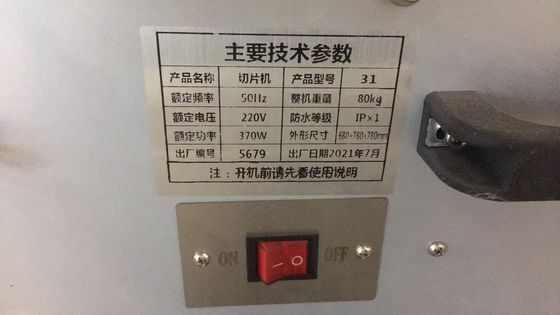 主要技术参数
产品名称 切片机 产品型号 31
额定频率 50Hz 整机重量 80kg
额定电压 220V 防水等级 IP×1
额定功率 370W 外形尺寸 680×780×780mm
出厂编号 5679 出厂日期2021年7月
注：开机前请先看使用说明
ON OFF